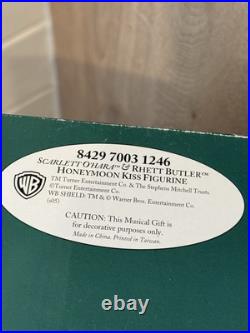 8429 7003 1246
SCARLETT O'HARA™ & RHETT BUTLER™
HONEYMOON KISS FIGURINE
TM Turner Entertainment Co. & The Stephens Mitchell Trusts.
©Turner Entertainment Co.
WB SHIELD: TM & © Warner Bros. Entertainment Co.
(s05)
WB
CAUTION: This Musical Gift is
for decorative purposes only.
Made in China. Printed in Taiwan.